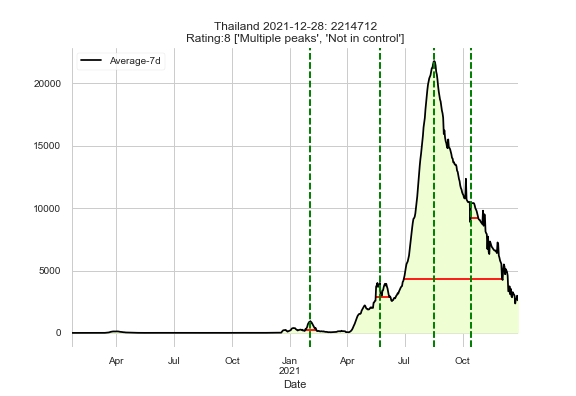 Thailand 2021-12-28: 2214712
Rating:8 ['Multiple peaks', 'Not in control']
Average-7d
20000
15000
10000
5000
0
Apr
Jul
Oct
Jan
2021
Apr
Jul
Oct
Date